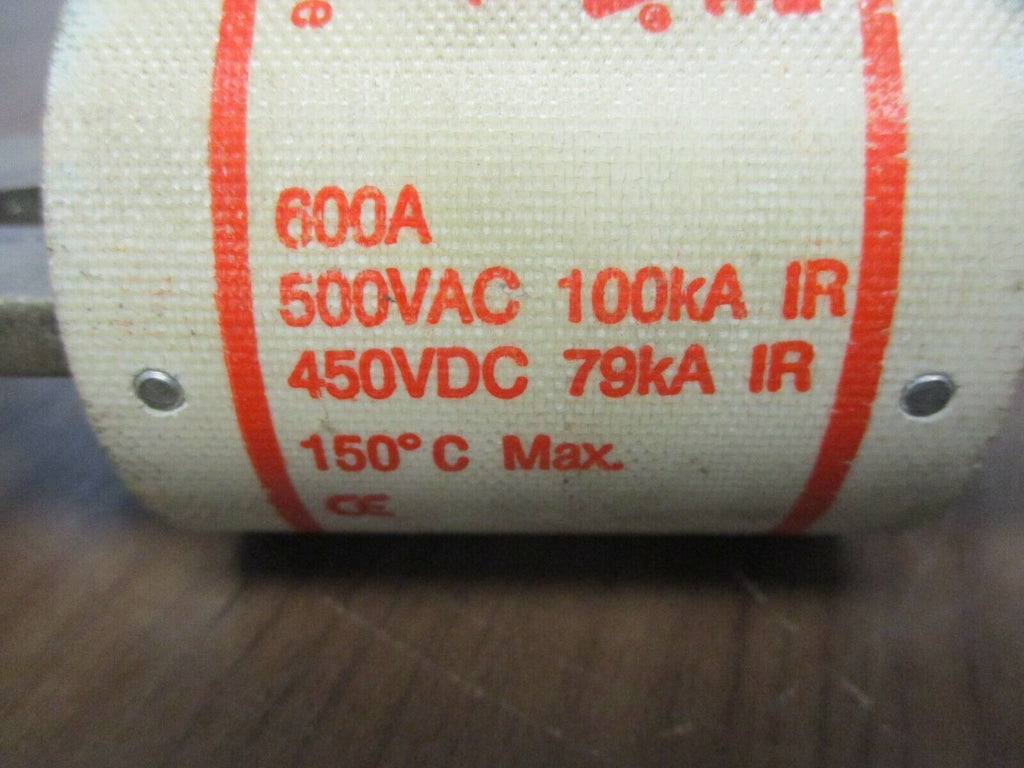 600A
500VAC 100kA IR
450VDC 79kA IR
150°C Max.
CE